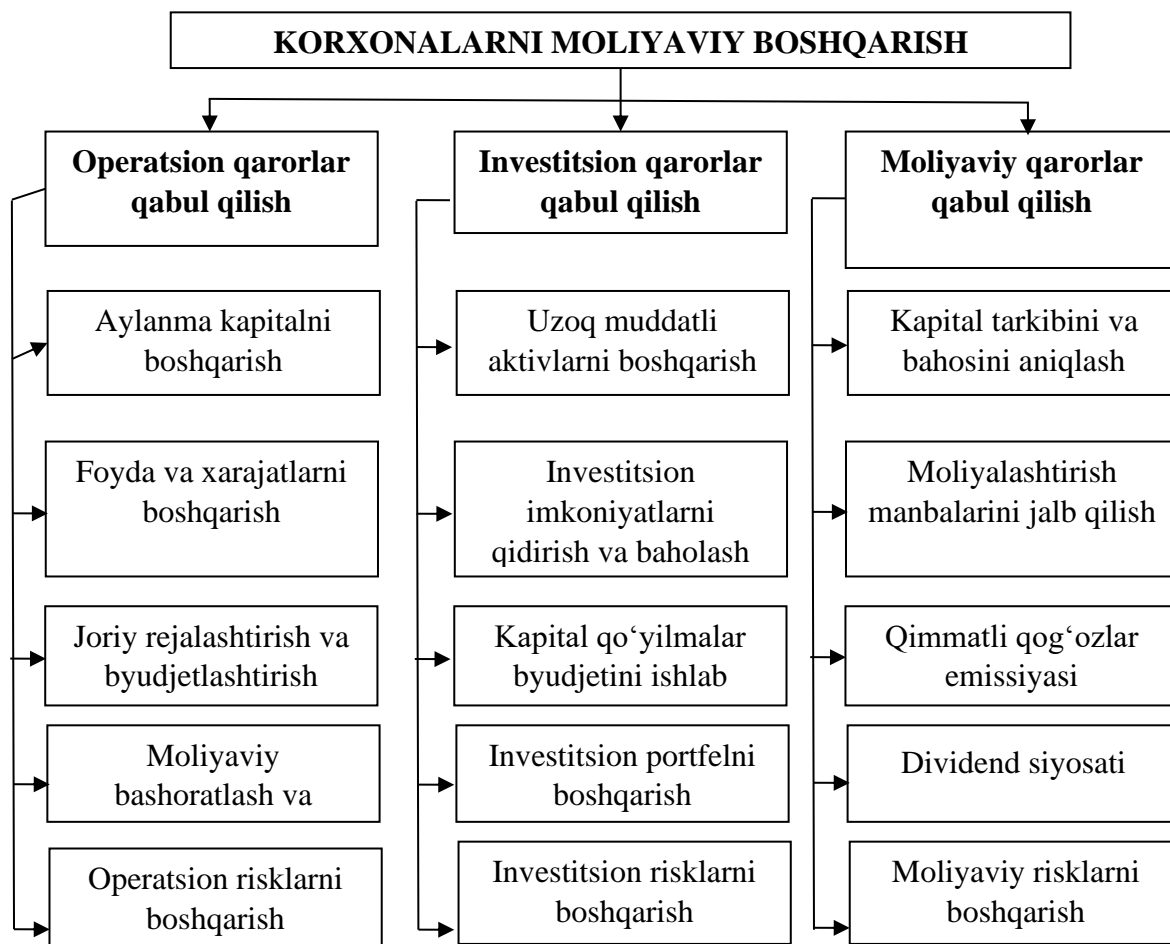 KORXONALARNI MOLIYAVIY BOSHQARISH
Operatsion qarorlar
qabul qilish
Investitsion qarorlar
qabul qilish
Moliyaviy qarorlar
qabul qilish
Aylanma kapitalni
boshqarish
Uzoq muddatli
aktivlarni boshqarish
Kapital tarkibini va
bahosini aniqlash
Foyda va xarajatlarni
boshqarish
Investitsion
imkoniyatlarni
qidirish va baholash
Moliyalashtirish
manbalarini jalb qilish
Joriy rejalashtirish va
byudjetlashtirish
Kapital qo‘yilmalar
byudjetini ishlab
Qimmatli qog‘ozlar
emissiyasi
Moliyaviy
bashoratlash va
Investitsion portfelni
boshqarish
Dividend siyosati
Operatsion risklarni
boshqarish
Investitsion risklarni
boshqarish
Moliyaviy risklarni
boshqarish